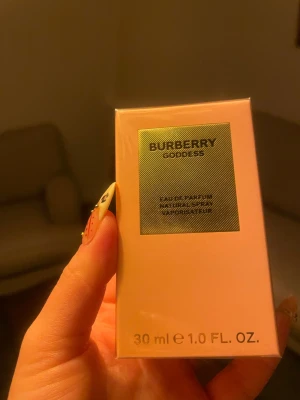 BURBERRY
GODDESS
EAU DE PARFUM
NATURAL SPRAY
VAPORISATEUR
30 ml ℮ 1.0 FL. OZ.